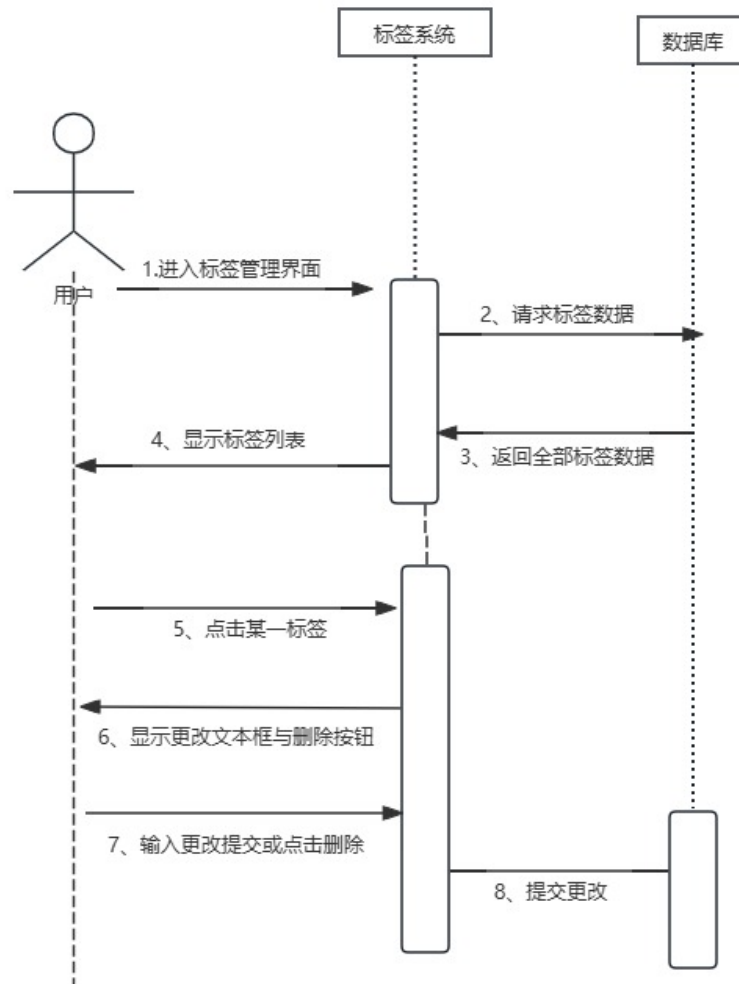 标签系统
数据库
用户
1.进入标签管理界面
2、请求标签数据
3、返回全部标签数据
4、显示标签列表
5、点击某一标签
6、显示更改文本框与删除按钮
7、输入更改提交或点击删除
8、提交更改